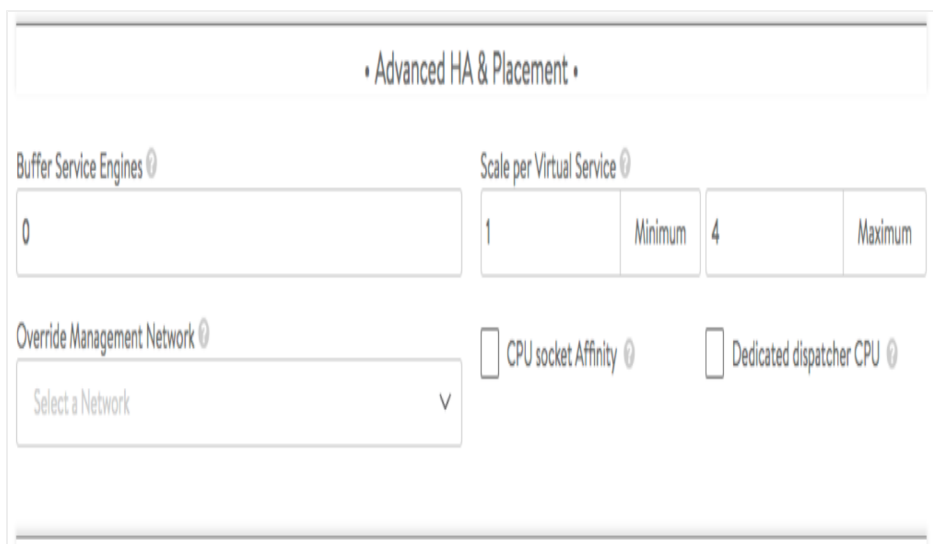 • Advanced HA & Placement •
Buffer Service Engines ?
Scale per Virtual Service ?
0
1 Minimum 4 Maximum
Override Management Network ?
CPU socket Affinity ?
Dedicated dispatcher CPU ?
Select a Network